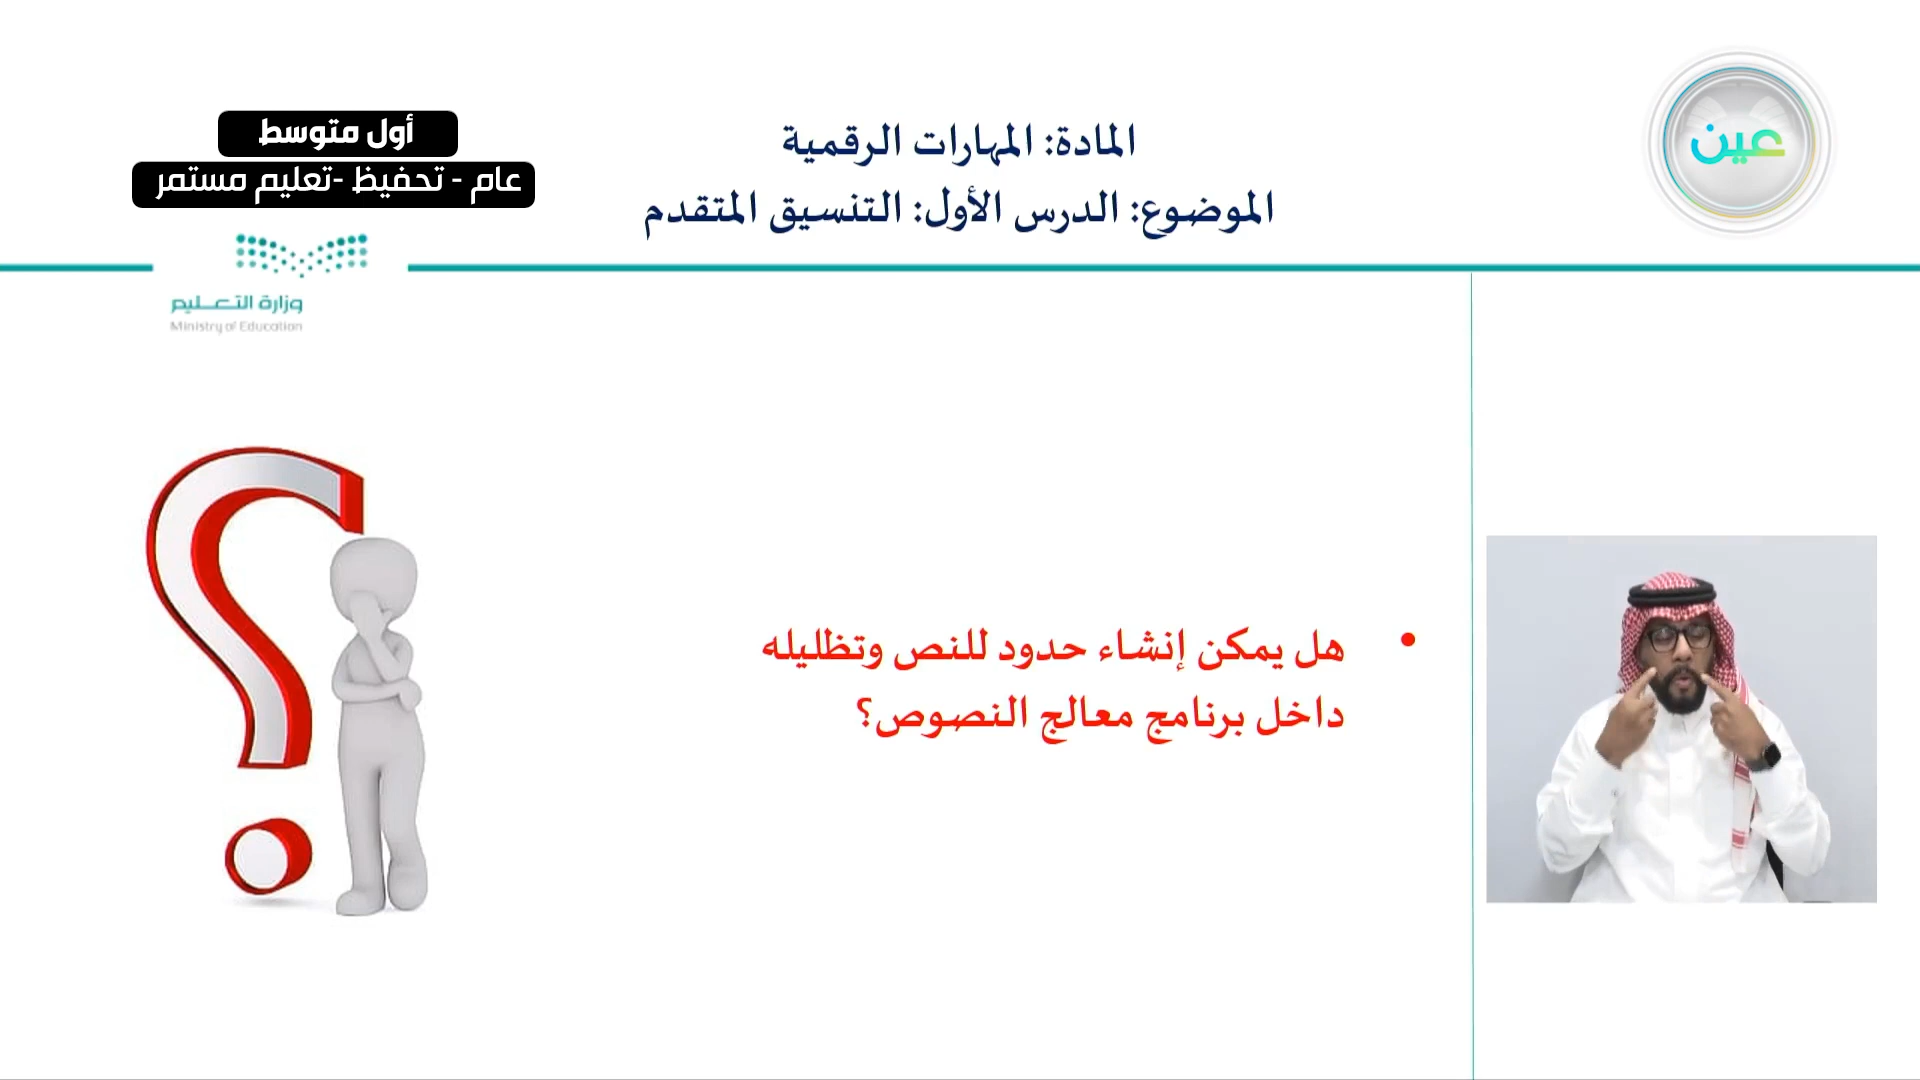 عين
المادة: المهارات الرقمية
الموضوع: الدرس الأول: التنسيق المتقدم
أول متوسط
عام - تحفيظ -تعليم مستمر
وزارة التعليم
Ministry of Education
• هل يمكن إنشاء حدود للنص وتظليله
داخل برنامج معالج النصوص؟